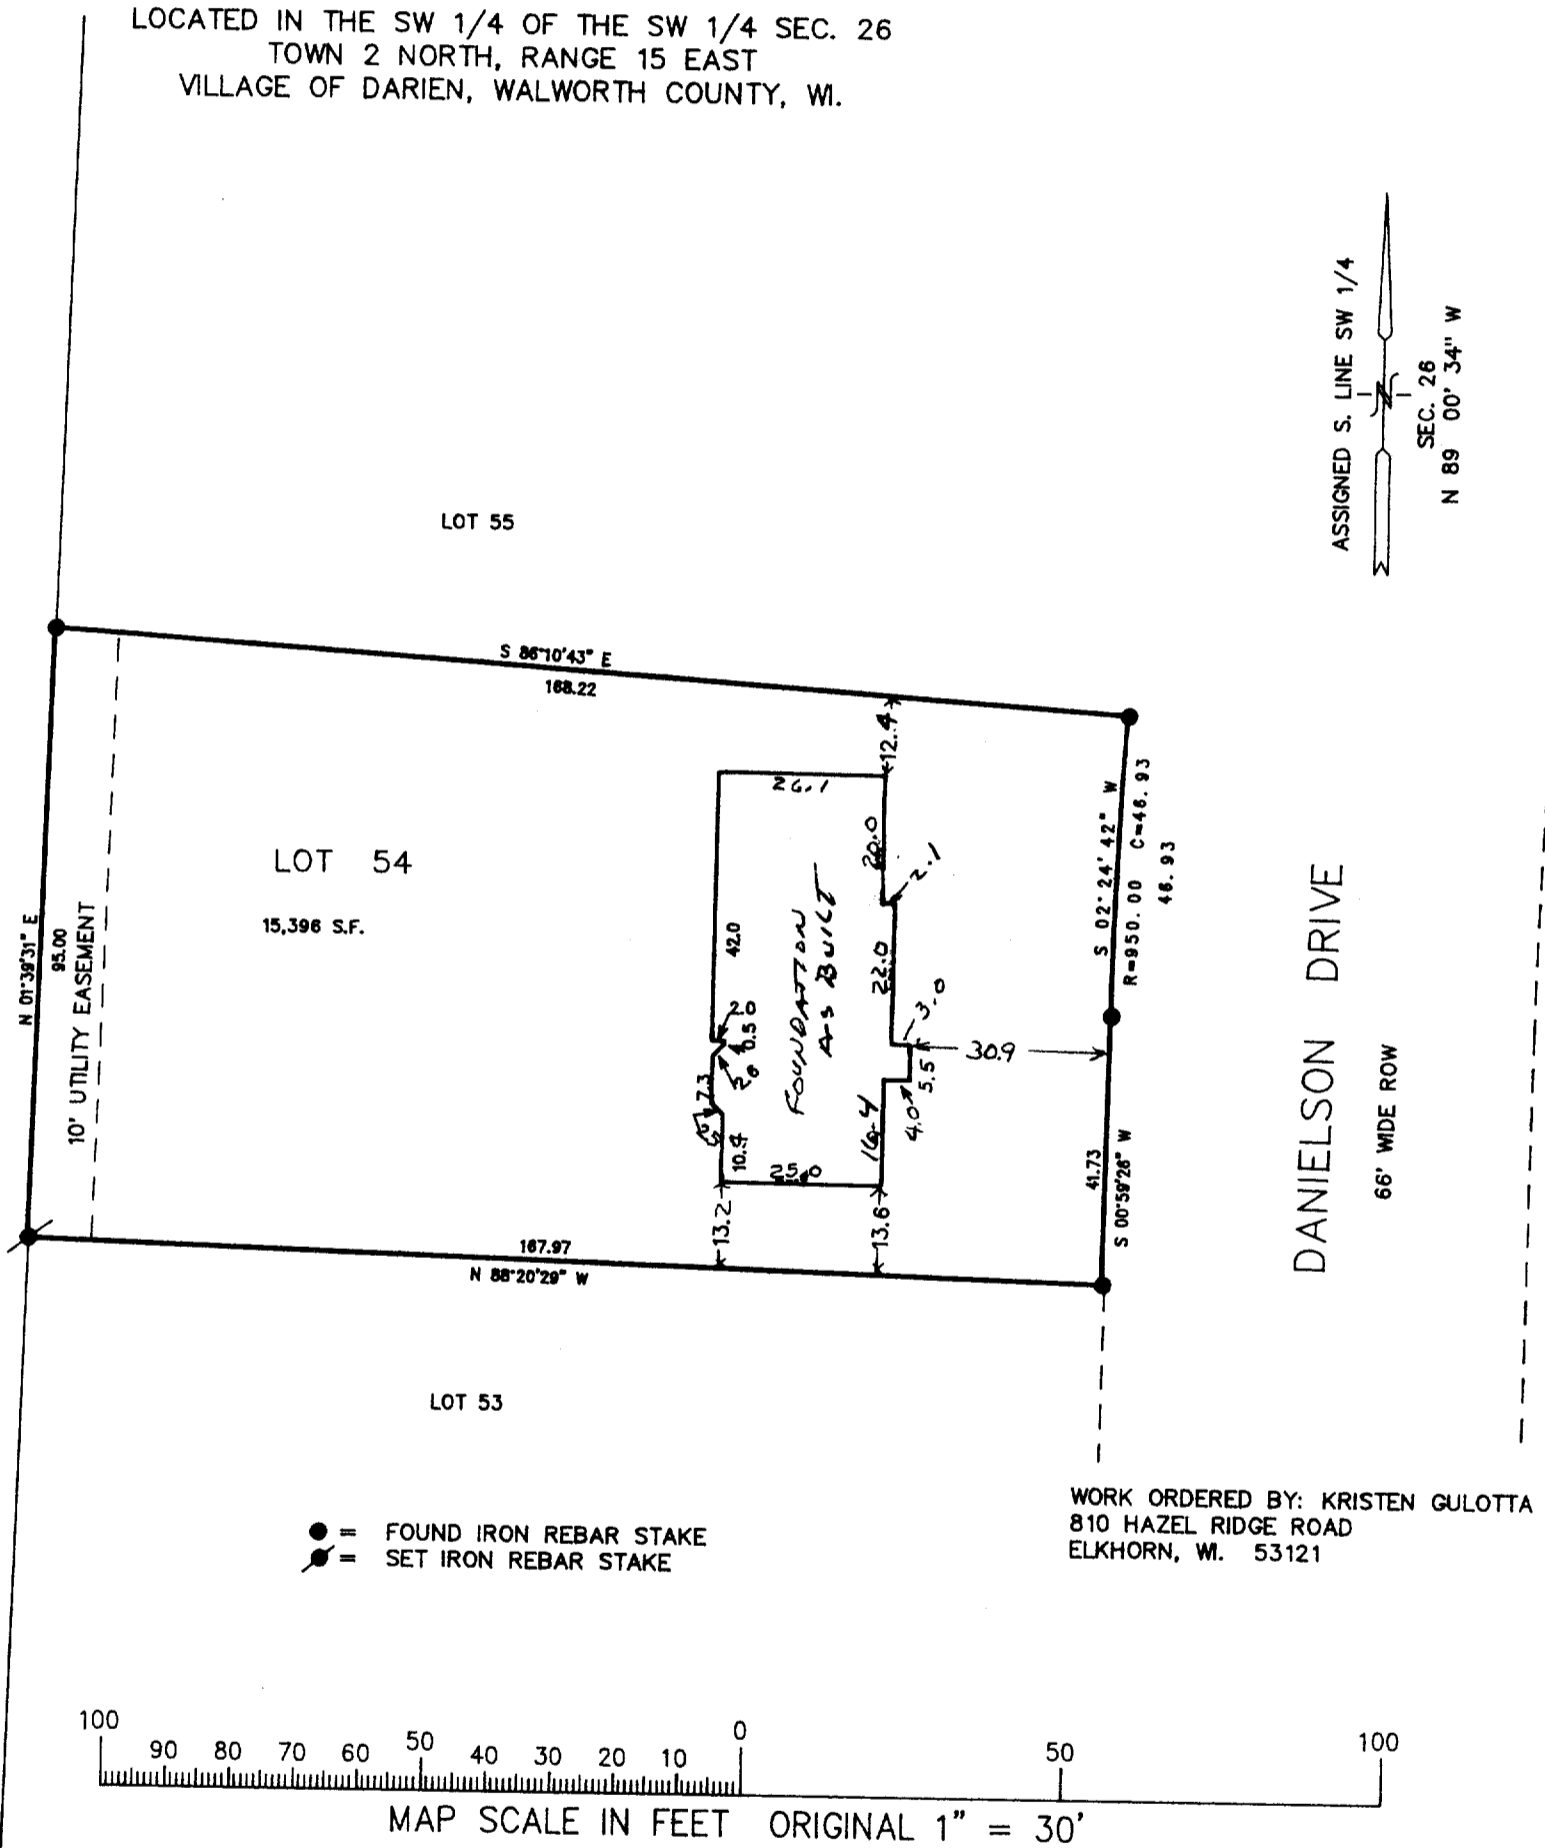 LOCATED IN THE SW 1/4 OF THE SW 1/4 SEC. 26
TOWN 2 NORTH, RANGE 15 EAST
VILLAGE OF DARIEN, WALWORTH COUNTY, WI.
ASSIGNED S. LINE SW 1/4
N
SEC. 26
N 89 00' 34" W
LOT 55
S 86°10'43" E
168.22
12.4
26.1
LOT 54
15,396 S.F.
N 01°39'31" E
95.00
10' UTILITY EASEMENT
42.0
20.0
2.1
22.0
FOUNDATION
AS BUILT
3.0
2.0
0.50
7.3
5.5
4.0
30.9
16.4
10.4
25.0
13.2
13.6
S 02°24'42" W
R=950.00 C=46.93
46.93
41.73
S 00°59'26" W
DANIELSON DRIVE
66' WIDE ROW
167.97
N 88°20'29" W
LOT 53
WORK ORDERED BY: KRISTEN GULOTTA
810 HAZEL RIDGE ROAD
ELKHORN, WI. 53121
= FOUND IRON REBAR STAKE
= SET IRON REBAR STAKE
100 90 80 70 60 50 40 30 20 10 0 50 100
MAP SCALE IN FEET ORIGINAL 1" = 30'